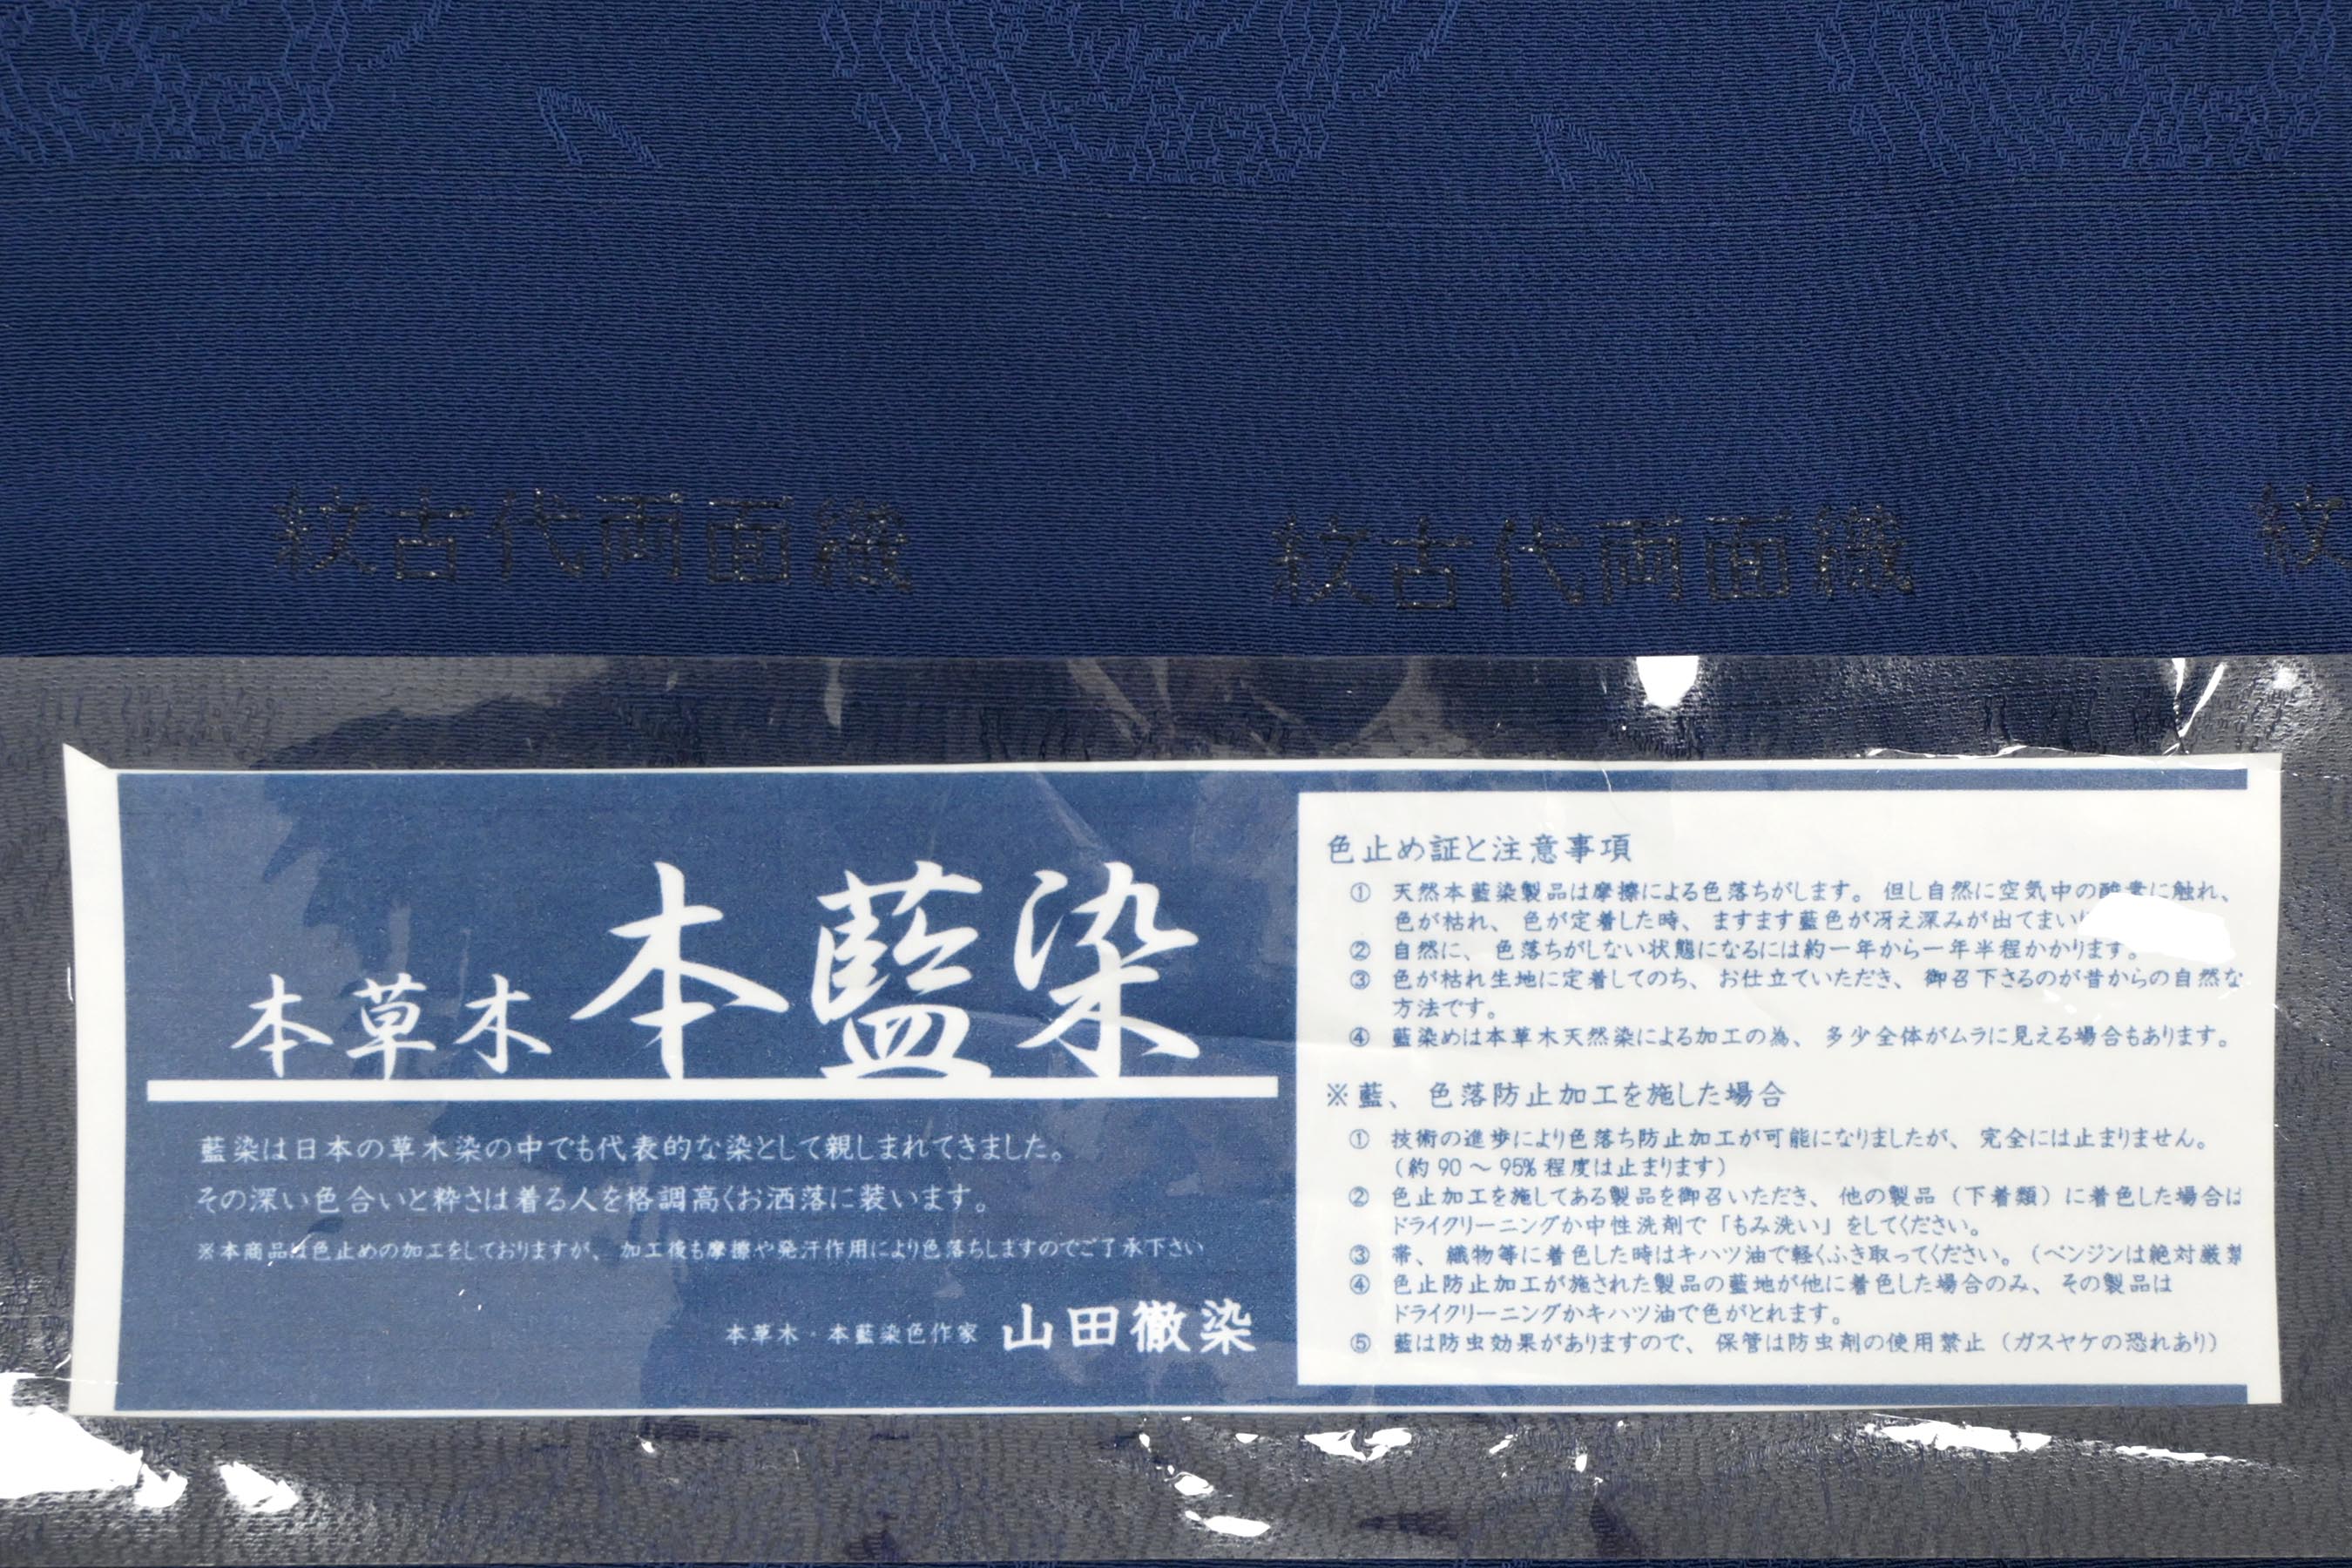 紋古代両面織 紋古代両面織 紋
本草木本藍染
藍染は日本の草木染の中でも代表的な染として親しまれてきました。
その深い色合いと粋さは着る人を格調高くお洒落に装います。
※本商品は色止めの加工をしておりますが、加工後も摩擦や発汗作用により色落ちしますのでご了承下さい
本草木・本藍染色作家 山田徹染
色止め証と注意事項
① 天然本藍染製品は摩擦による色落ちがします。但し自然に空気中の酸素に触れ、
色が枯れ、色が定着した時、ますます藍色が冴え深みが出てまい
② 自然に、色落ちがしない状態になるには約一年から一年半程かかります。
③ 色が枯れ生地に定着してのち、お仕立ていただき、御召下さるのが昔からの自然な
方法です。
④ 藍染めは本草木天然染による加工の為、多少全体がムラに見える場合もあります。
※藍、色落防止加工を施した場合
① 技術の進歩により色落ち防止加工が可能になりましたが、完全には止まりません。
（約90～95%程度は止まります）
② 色止加工を施してある製品を御召いただき、他の製品（下着類）に着色した場合は
ドライクリーニングか中性洗剤で「もみ洗い」をしてください。
③ 帯、織物等に着色した時はキハツ油で軽くふき取ってください。（ベンジンは絶対厳禁
④ 色止防止加工が施された製品の藍地が他に着色した場合のみ、その製品は
ドライクリーニングかキハツ油で色がとれます。
⑤ 藍は防虫効果がありますので、保管は防虫剤の使用禁止（ガスヤケの恐れあり）